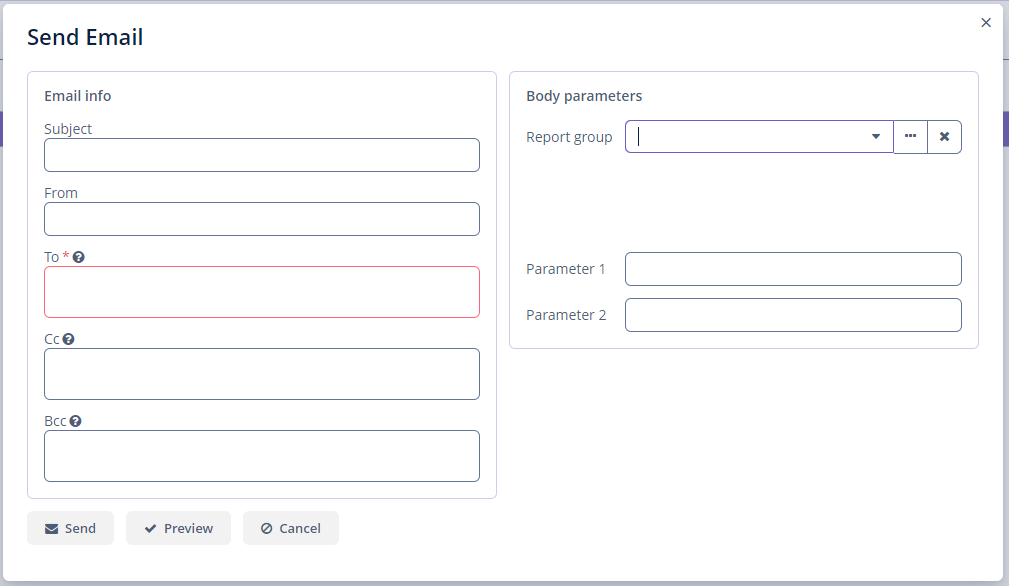 Send Email
Email info
Subject
From
To *
Cc
Bcc
Body parameters
Report group
Parameter 1
Parameter 2
Send
Preview
Cancel